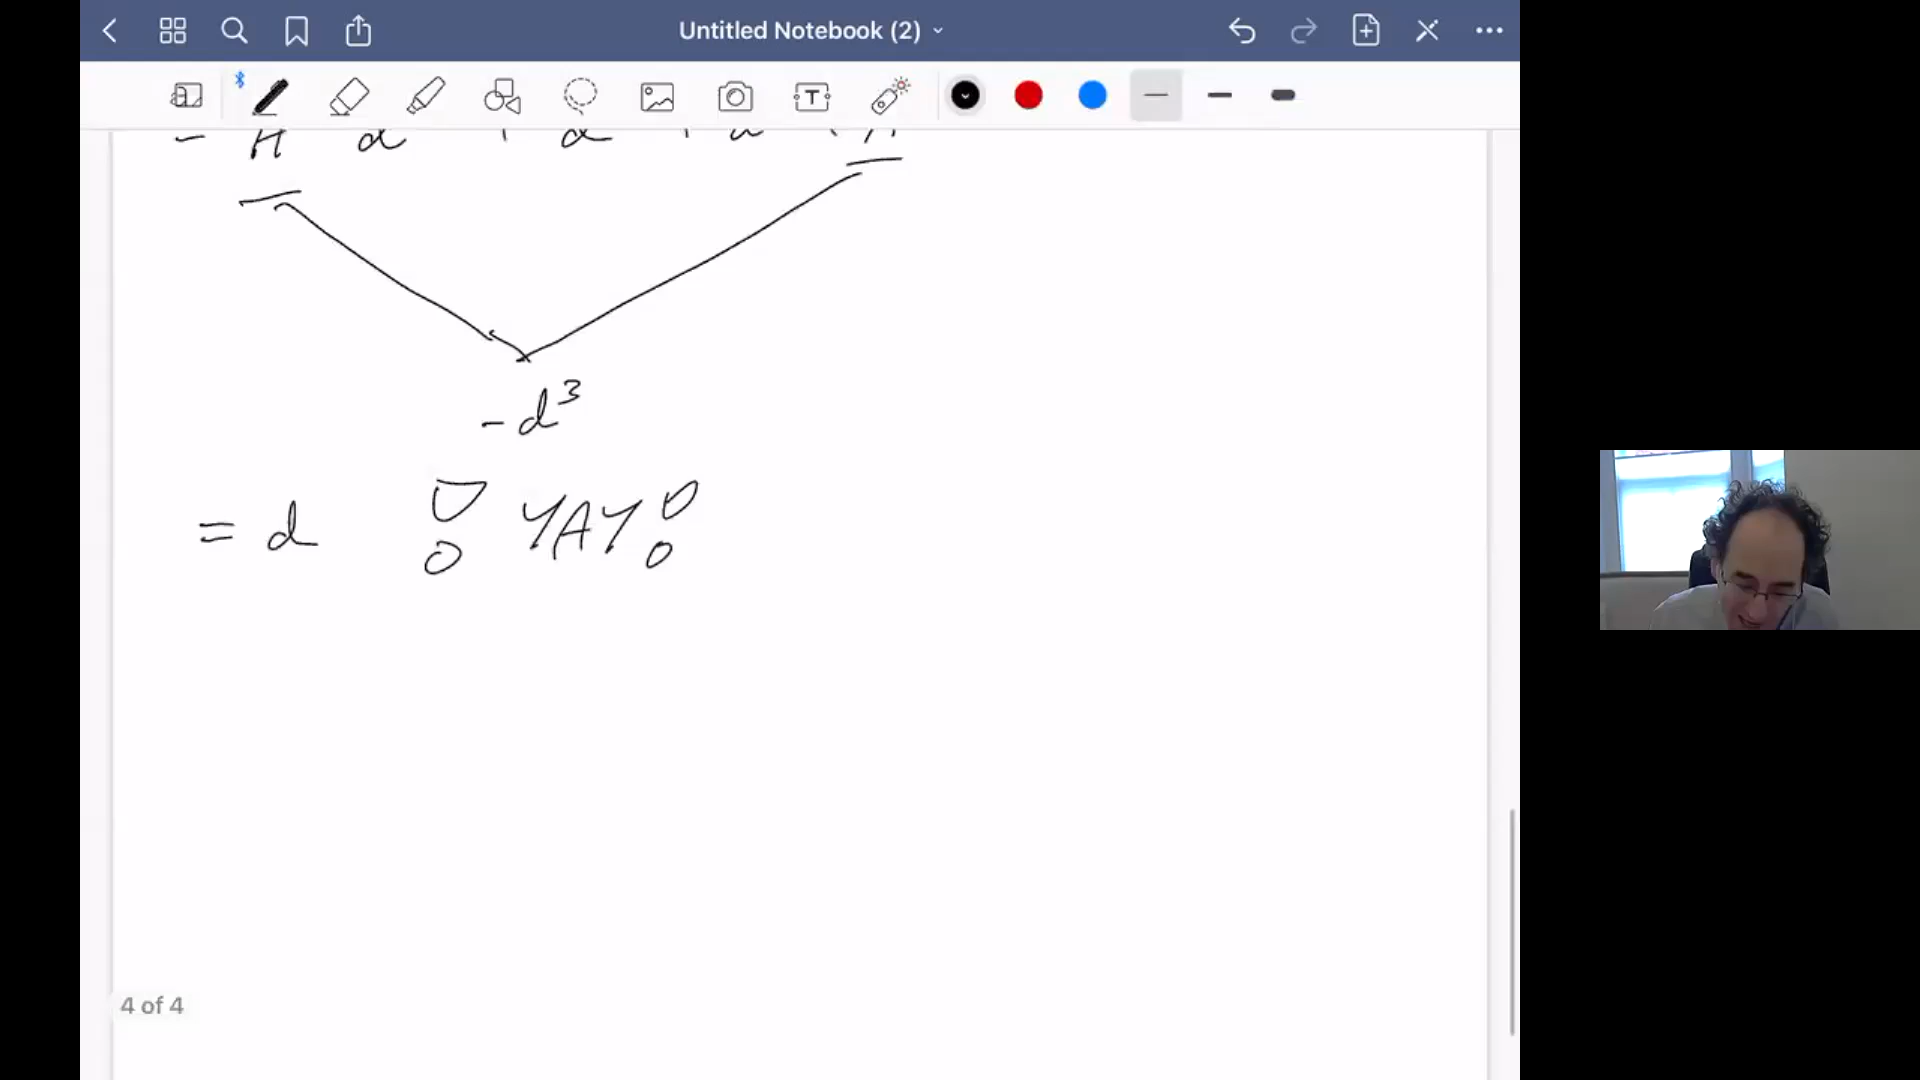 Untitled Notebook (2)
T
- d³
= d YAY
4 of 4